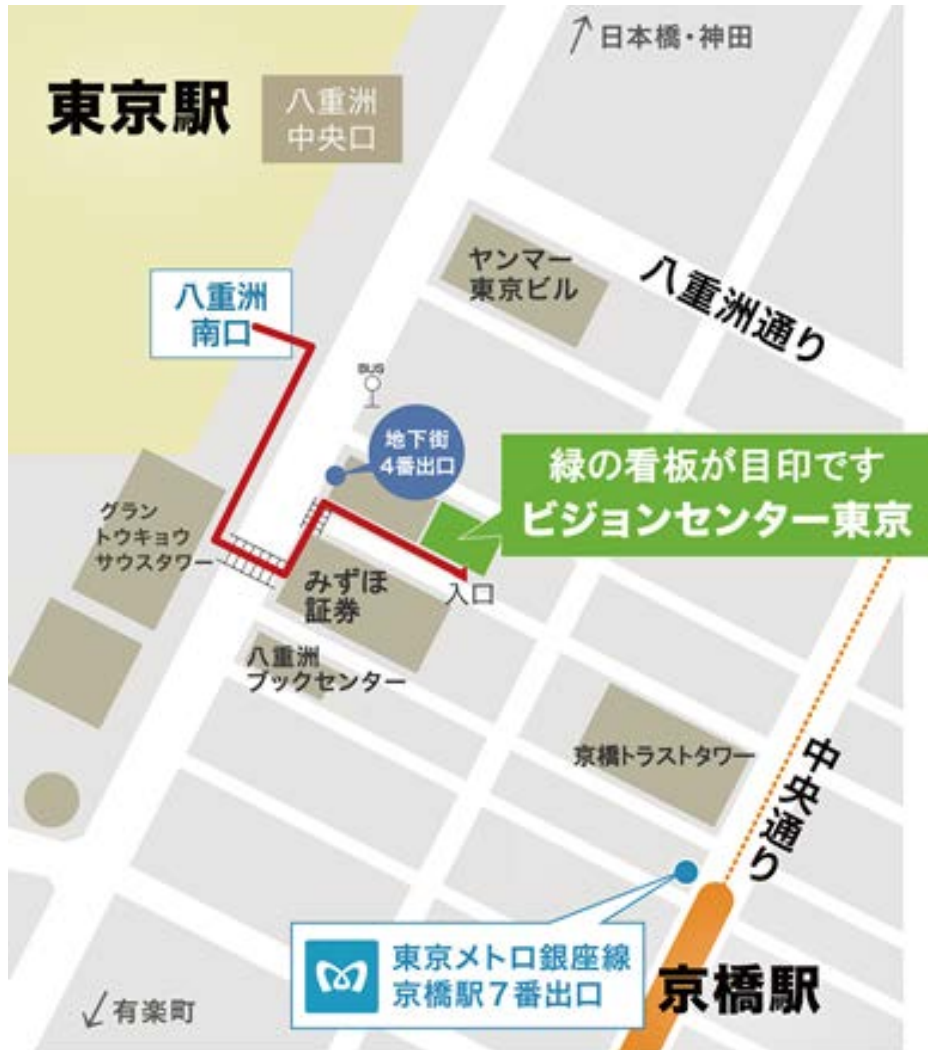 日本橋・神田
東京駅
八重洲
中央口
ヤンマー
東京ビル
八重洲通り
八重洲
南口
BUS
地下街
4番出口
緑の看板が目印です
ビジョンセンター東京
グラン
トウキョウ
サウスタワー
みずほ
証券
入口
八重洲
ブックセンター
京橋トラストタワー
中央通り
東京メトロ銀座線
京橋駅7番出口
京橋駅
有楽町